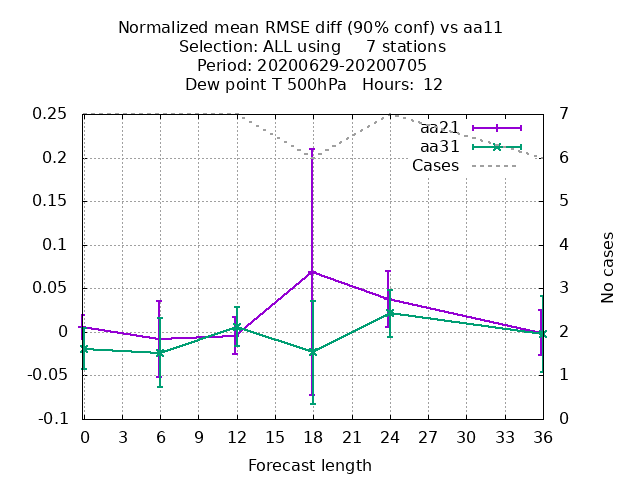 Normalized mean RMSE diff (90% conf) vs aa11
Selection: ALL using 7 stations
Period: 20200629-20200705
Dew point T 500hPa Hours: 12
0.25
0.2
0.15
0.1
0.05
0
-0.05
-0.1
7
6
5
4
3
2
1
0
aa21
aa31
Cases
No cases
0 3 6 9 12 15 18 21 24 27 30 33 36
Forecast length